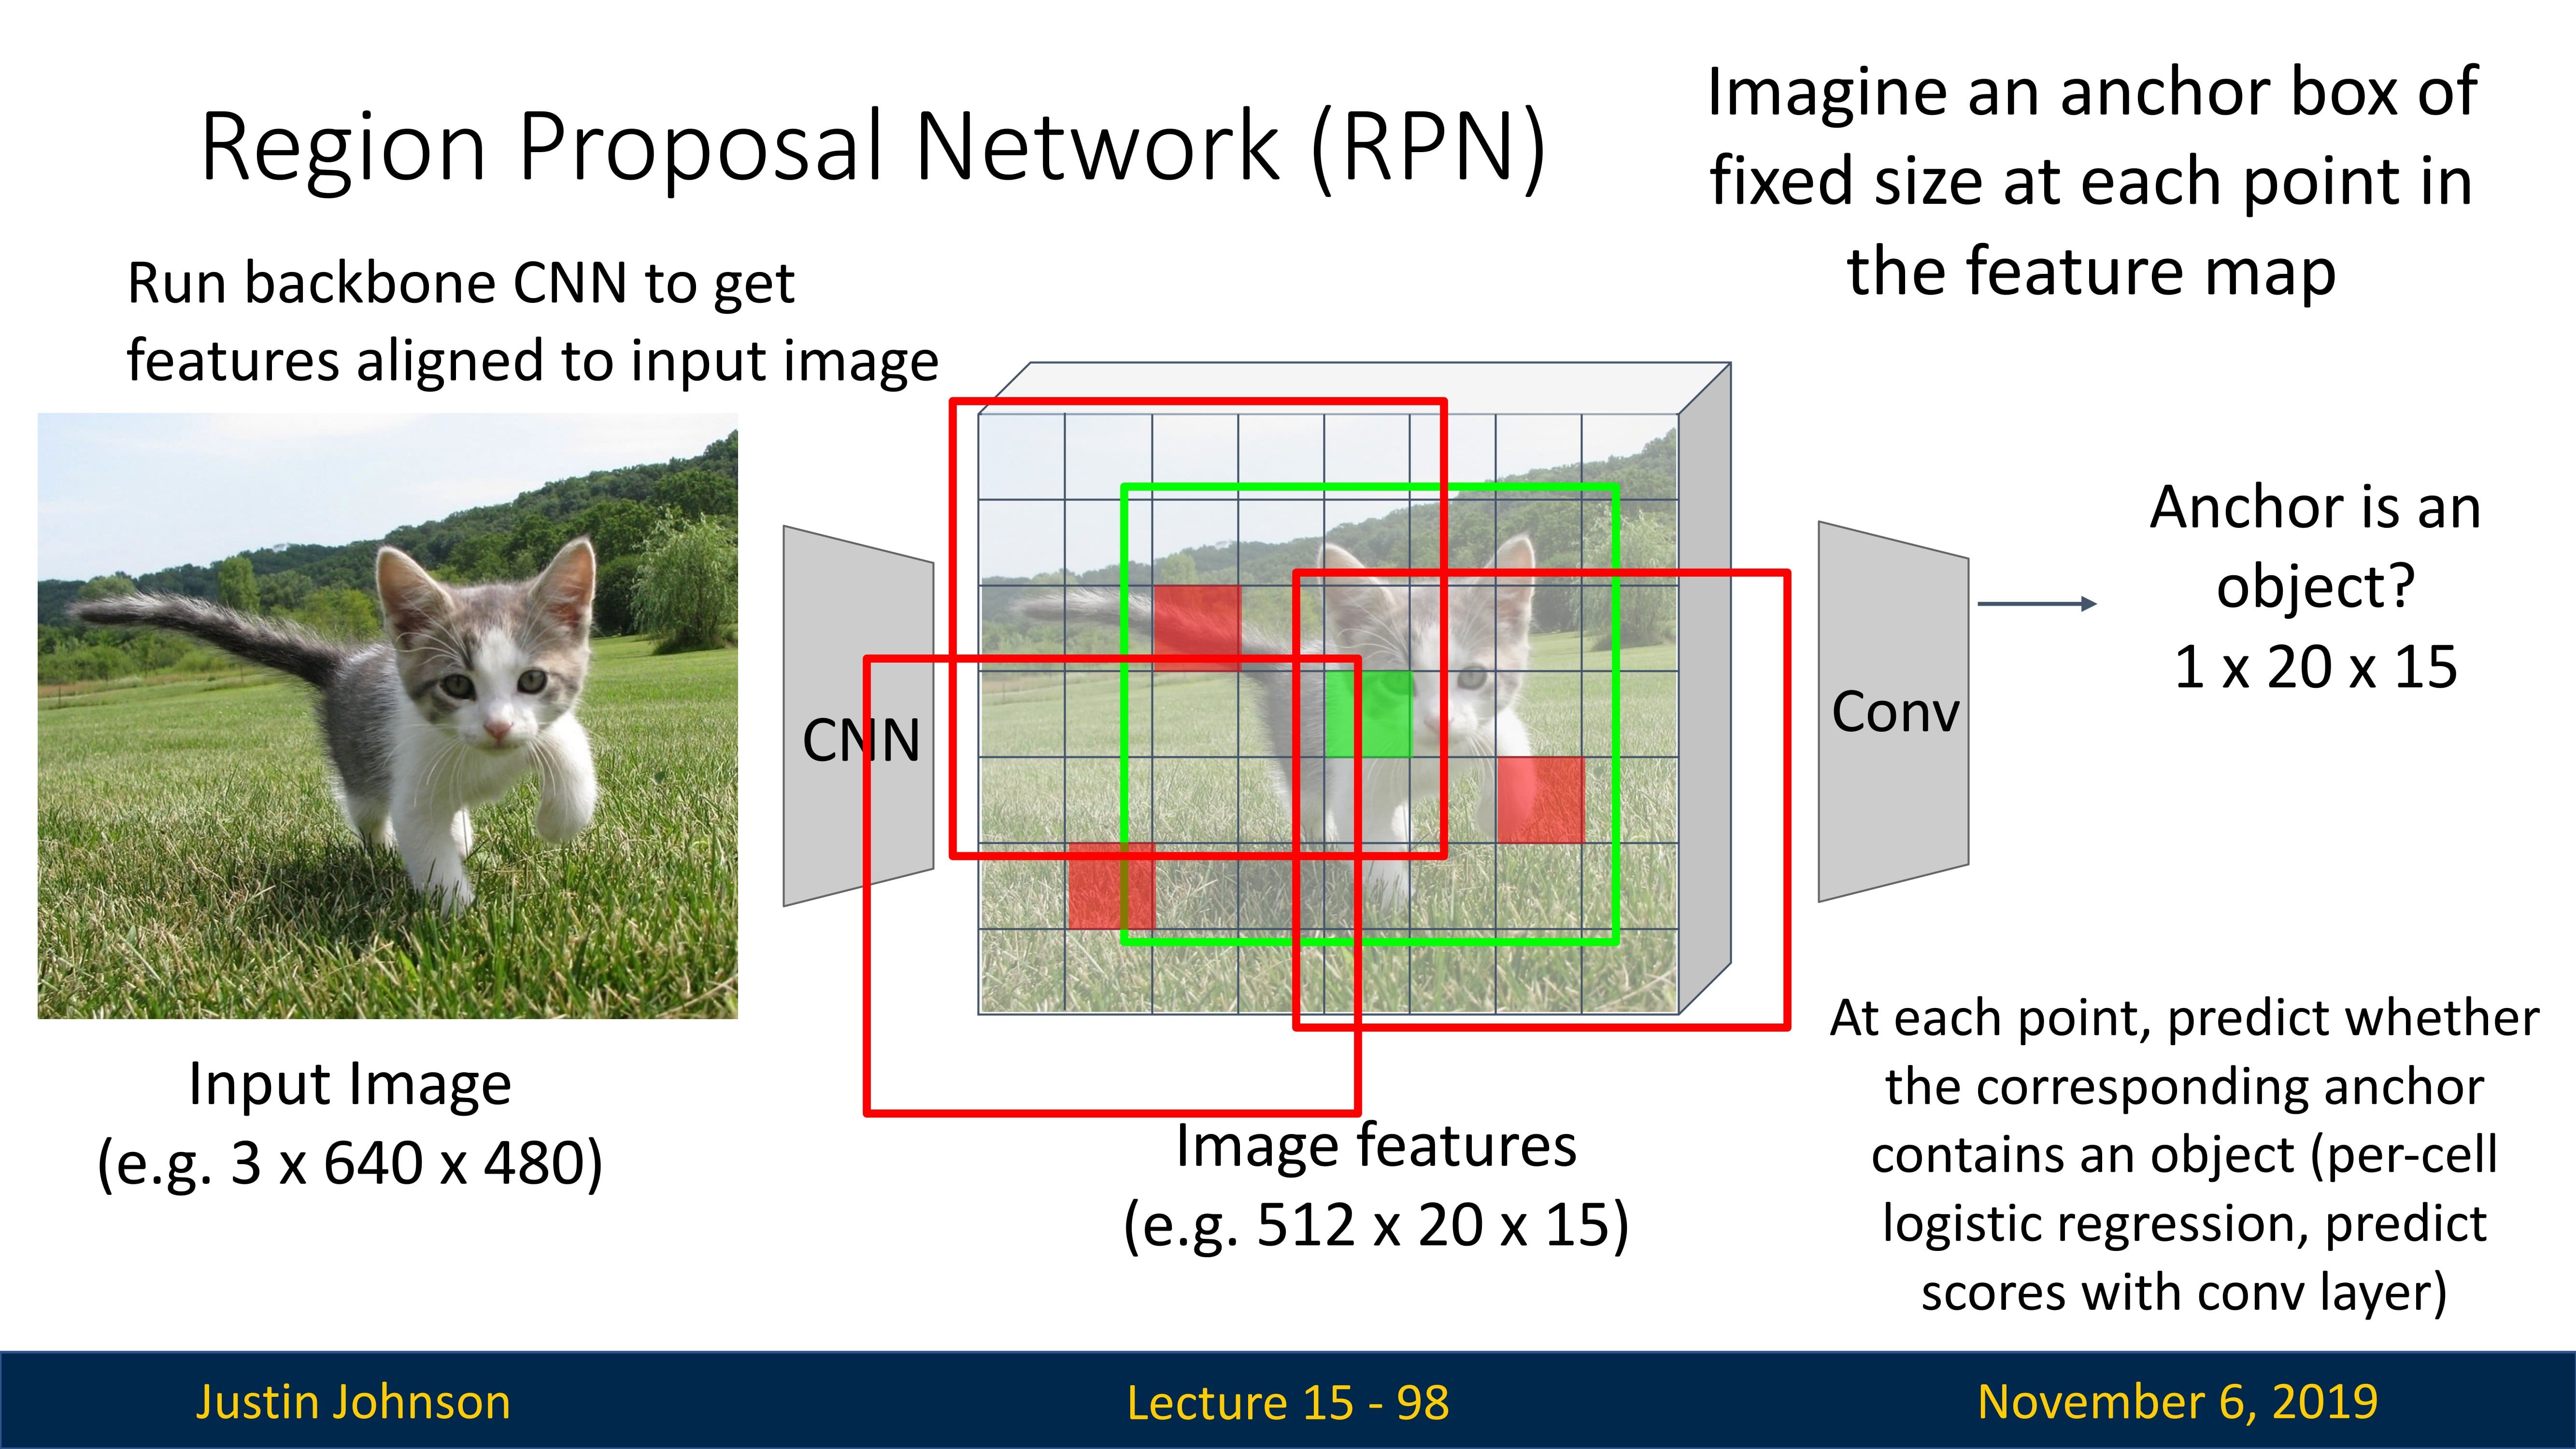 Region Proposal Network (RPN)
Imagine an anchor box of
fixed size at each point in
the feature map
Run backbone CNN to get
features aligned to input image
CNN
Conv
Anchor is an
object?
1 x 20 x 15
Input Image
(e.g. 3 x 640 x 480)
Image features
(e.g. 512 x 20 x 15)
At each point, predict whether
the corresponding anchor
contains an object (per-cell
logistic regression, predict
scores with conv layer)
Justin Johnson
Lecture 15 - 98
November 6, 2019